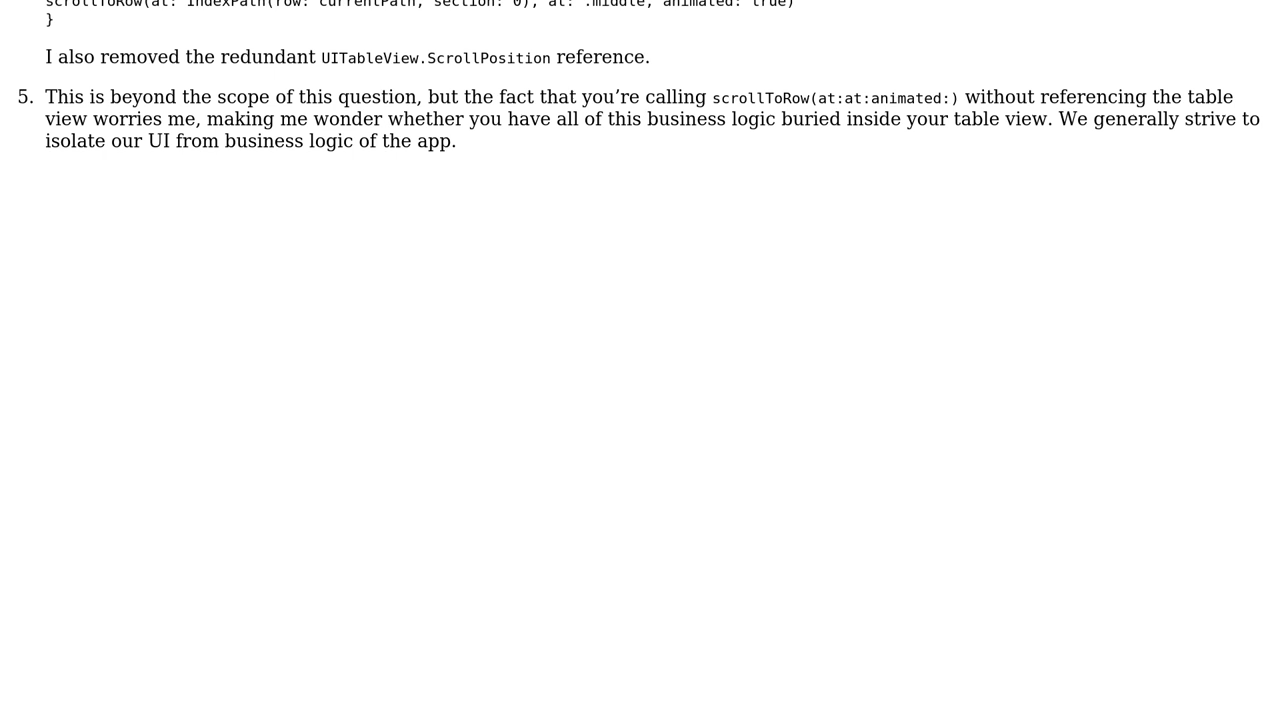 scrollToRow(at: IndexPath(row: currentPath, section: 0), at: .middle, animated: true)
}
I also removed the redundant UITableView.ScrollPosition reference.
5. This is beyond the scope of this question, but the fact that you’re calling scrollToRow(at:at:animated:) without referencing the table
view worries me, making me wonder whether you have all of this business logic buried inside your table view. We generally strive to
isolate our UI from business logic of the app.